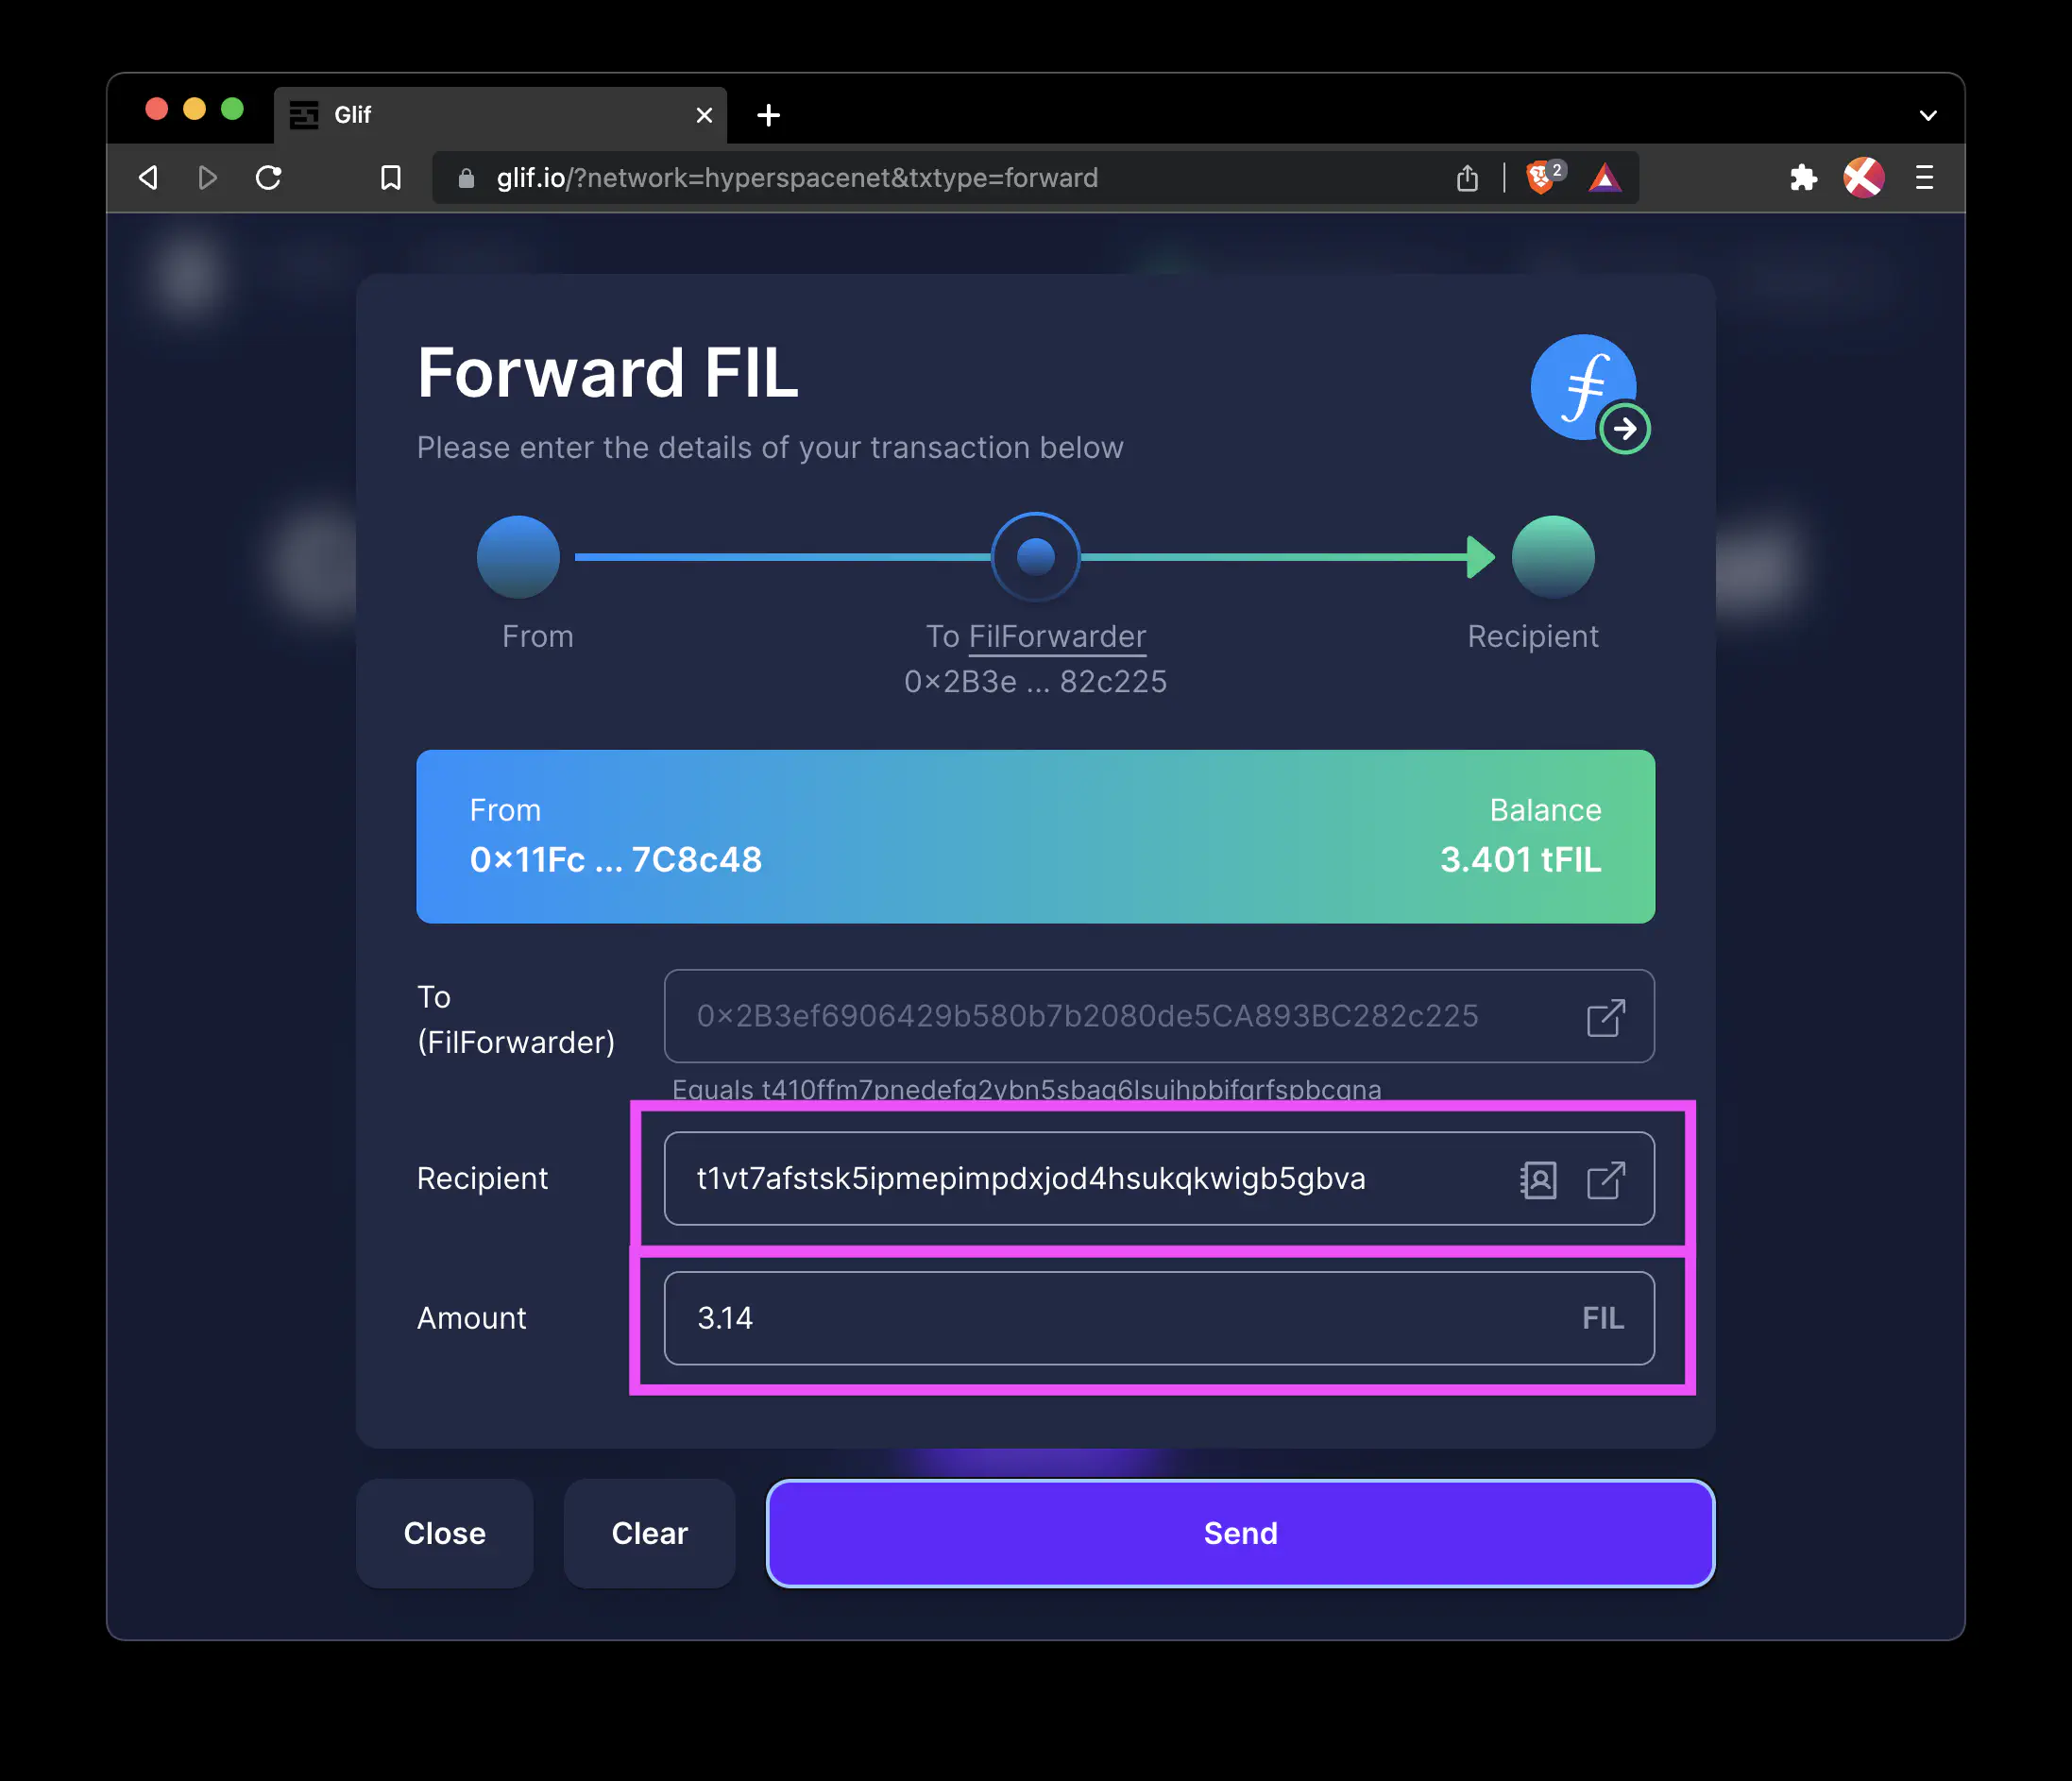 Glif
glif.io/?network=hyperspacenet&txtype=forward
2
Forward FIL
Please enter the details of your transaction below
From
To FilForwarder
0×2B3e ... 82c225
Recipient
From
0×11Fc ... 7C8c48
Balance
3.401 tFIL
To
(FilForwarder)
0×2B3ef6906429b580b7b2080de5CA893BC282c225
Equals t410ffm7pnedefg2ybn5sbag6lsujhpbifgrfspbcgna
Recipient
t1vt7afstsk5ipmepimpdxjod4hsukqkwigb5gbva
Amount
3.14
FIL
Close
Clear
Send